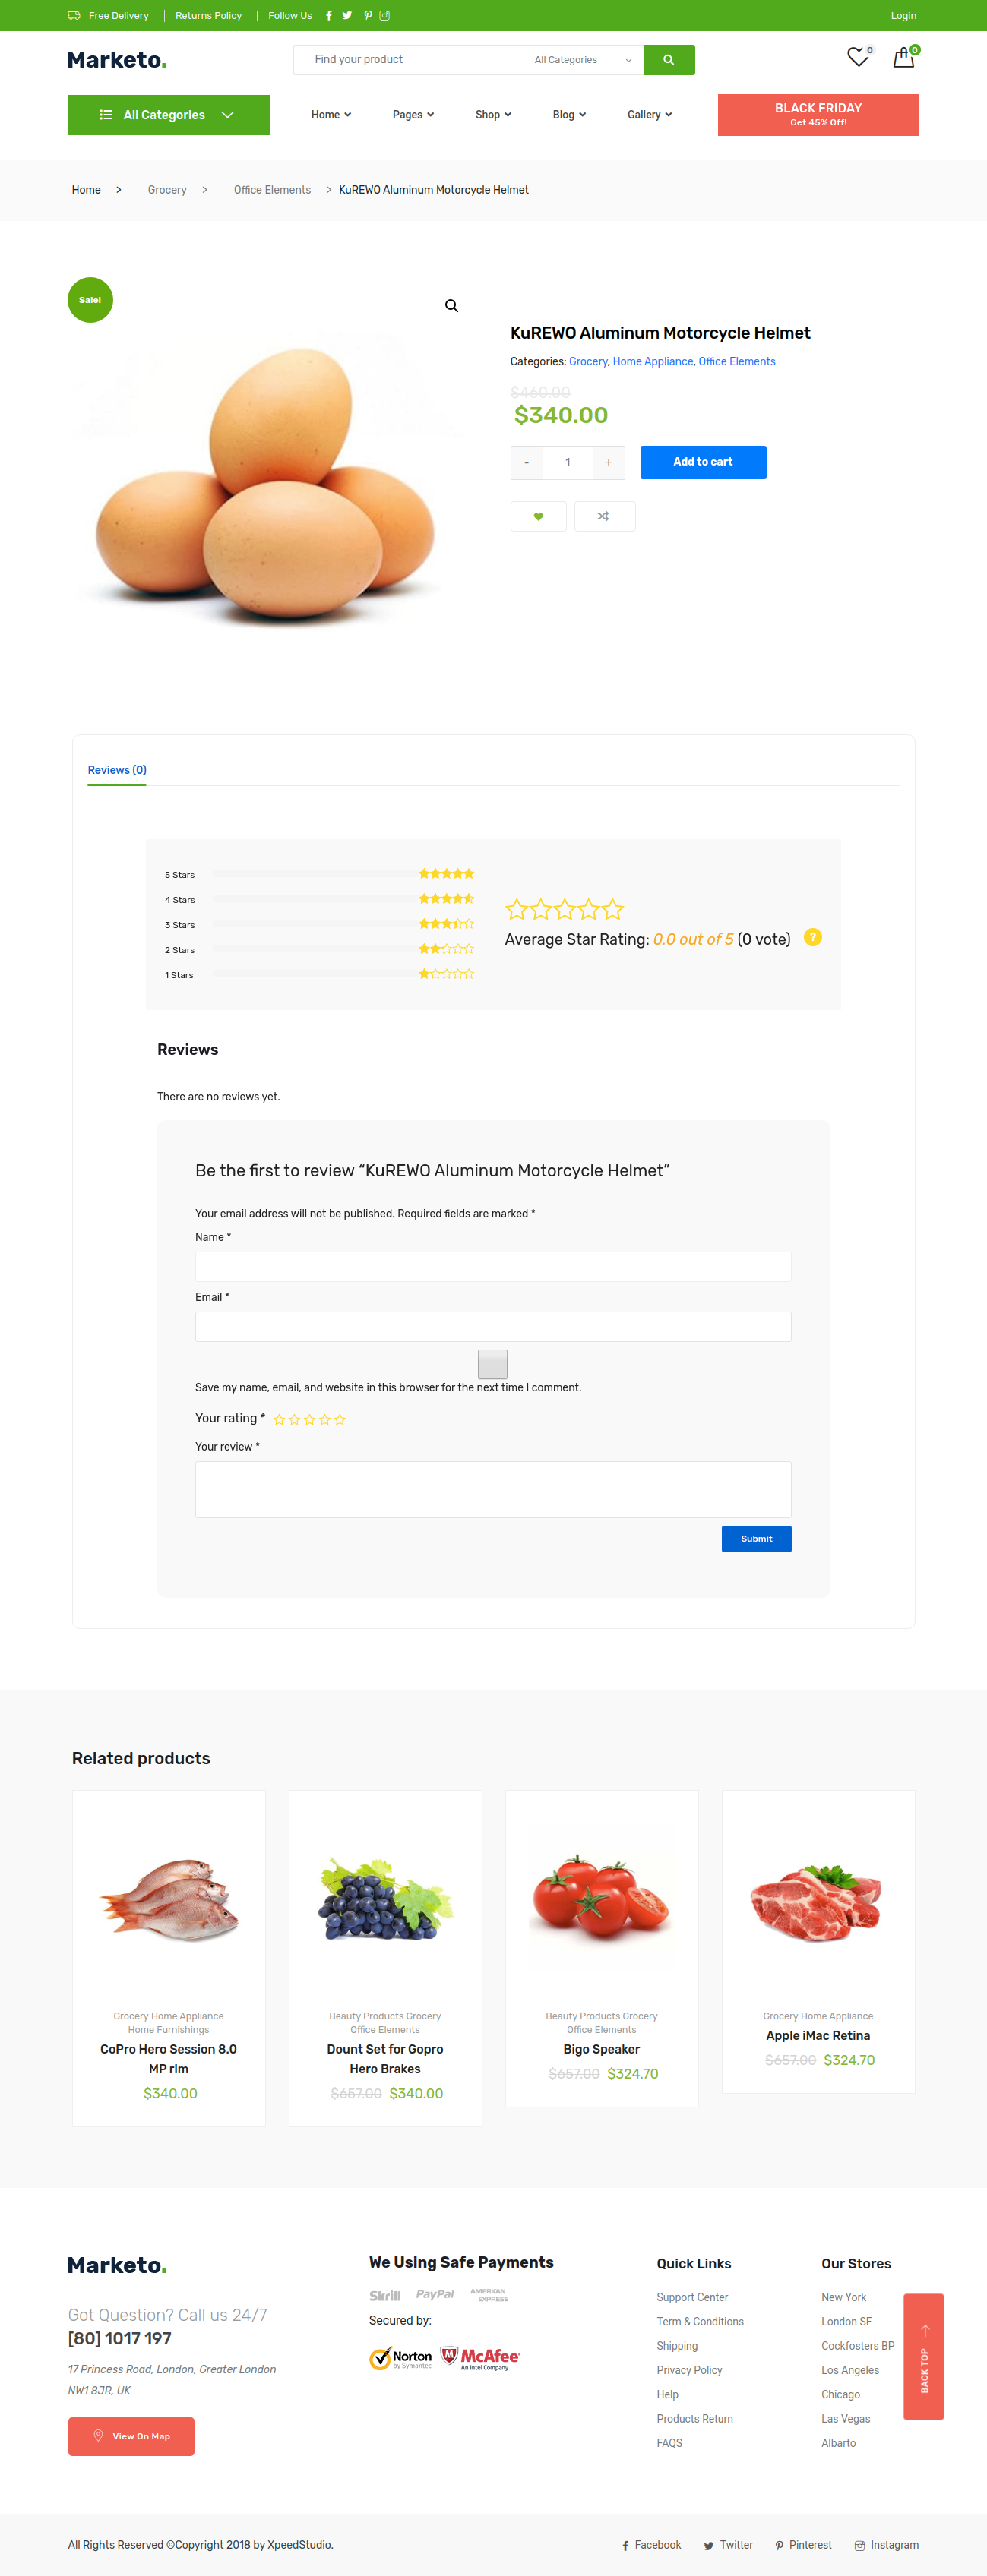 Free Delivery
Returns Policy
Follow Us
Login
Marketo.
Find your product
All Categories
0
0
All Categories
Home
Pages
Shop
Blog
Gallery
BLACK FRIDAY
Get 45% Off!
Home > Grocery > Office Elements > KuREWO Aluminum Motorcycle Helmet
Sale!
KuREWO Aluminum Motorcycle Helmet
Categories: Grocery, Home Appliance, Office Elements
$460.00
$340.00
- 1 +
Add to cart
Reviews (0)
5 Stars
4 Stars
3 Stars
2 Stars
1 Stars
Average Star Rating: 0.0 out of 5 (0 vote)
?
Reviews
There are no reviews yet.
Be the first to review “KuREWO Aluminum Motorcycle Helmet”
Your email address will not be published. Required fields are marked *
Name *
Email *
Save my name, email, and website in this browser for the next time I comment.
Your rating *
Your review *
Submit
Related products
Grocery Home Appliance
Home Furnishings
CoPro Hero Session 8.0
MP rim
$340.00
Beauty Products Grocery
Office Elements
Dount Set for Gopro
Hero Brakes
$657.00 $340.00
Beauty Products Grocery
Office Elements
Bigo Speaker
$657.00 $324.70
Grocery Home Appliance
Apple iMac Retina
$657.00 $324.70
Marketo.
Got Question? Call us 24/7
[80] 1017 197
17 Princess Road, London, Greater London
NW1 8JR, UK
View On Map
We Using Safe Payments
Skrill
PayPal
AMERICAN
EXPRESS
Secured by:
Norton
by Symantec
McAfee
An Intel Company
Quick Links
Support Center
Term & Conditions
Shipping
Privacy Policy
Help
Products Return
FAQS
Our Stores
New York
London SF
Cockfosters BP
Los Angeles
Chicago
Las Vegas
Albarto
BACK TOP
All Rights Reserved ©Copyright 2018 by XpeedStudio.
Facebook
Twitter
Pinterest
Instagram